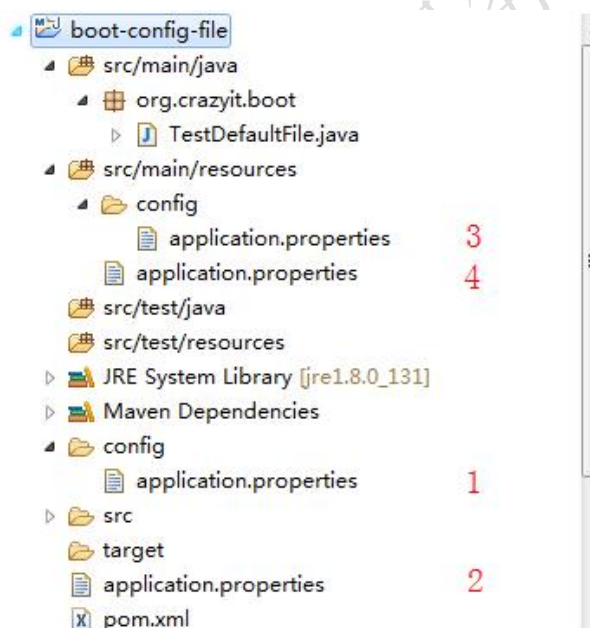 boot-config-file
src/main/java
org.crazyit.boot
TestDefaultFile.java
src/main/resources
config
application.properties 3
application.properties 4
src/test/java
src/test/resources
JRE System Library [jre1.8.0_131]
Maven Dependencies
config
application.properties 1
src
target
application.properties 2
pom.xml